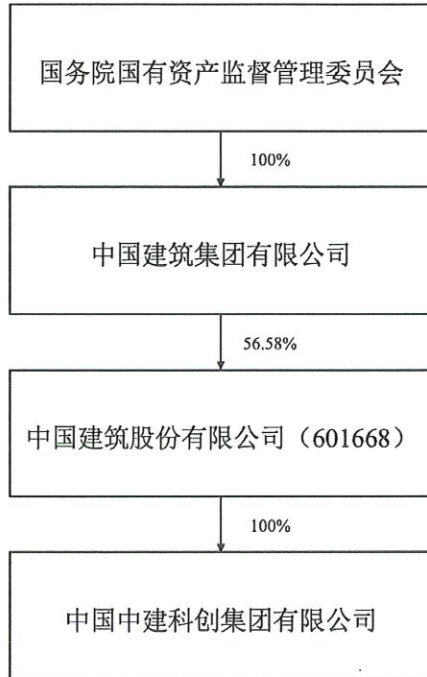 国务院国有资产监督管理委员会
100%
中国建筑集团有限公司
56.58%
中国建筑股份有限公司（601668）
100%
中国中建科创集团有限公司